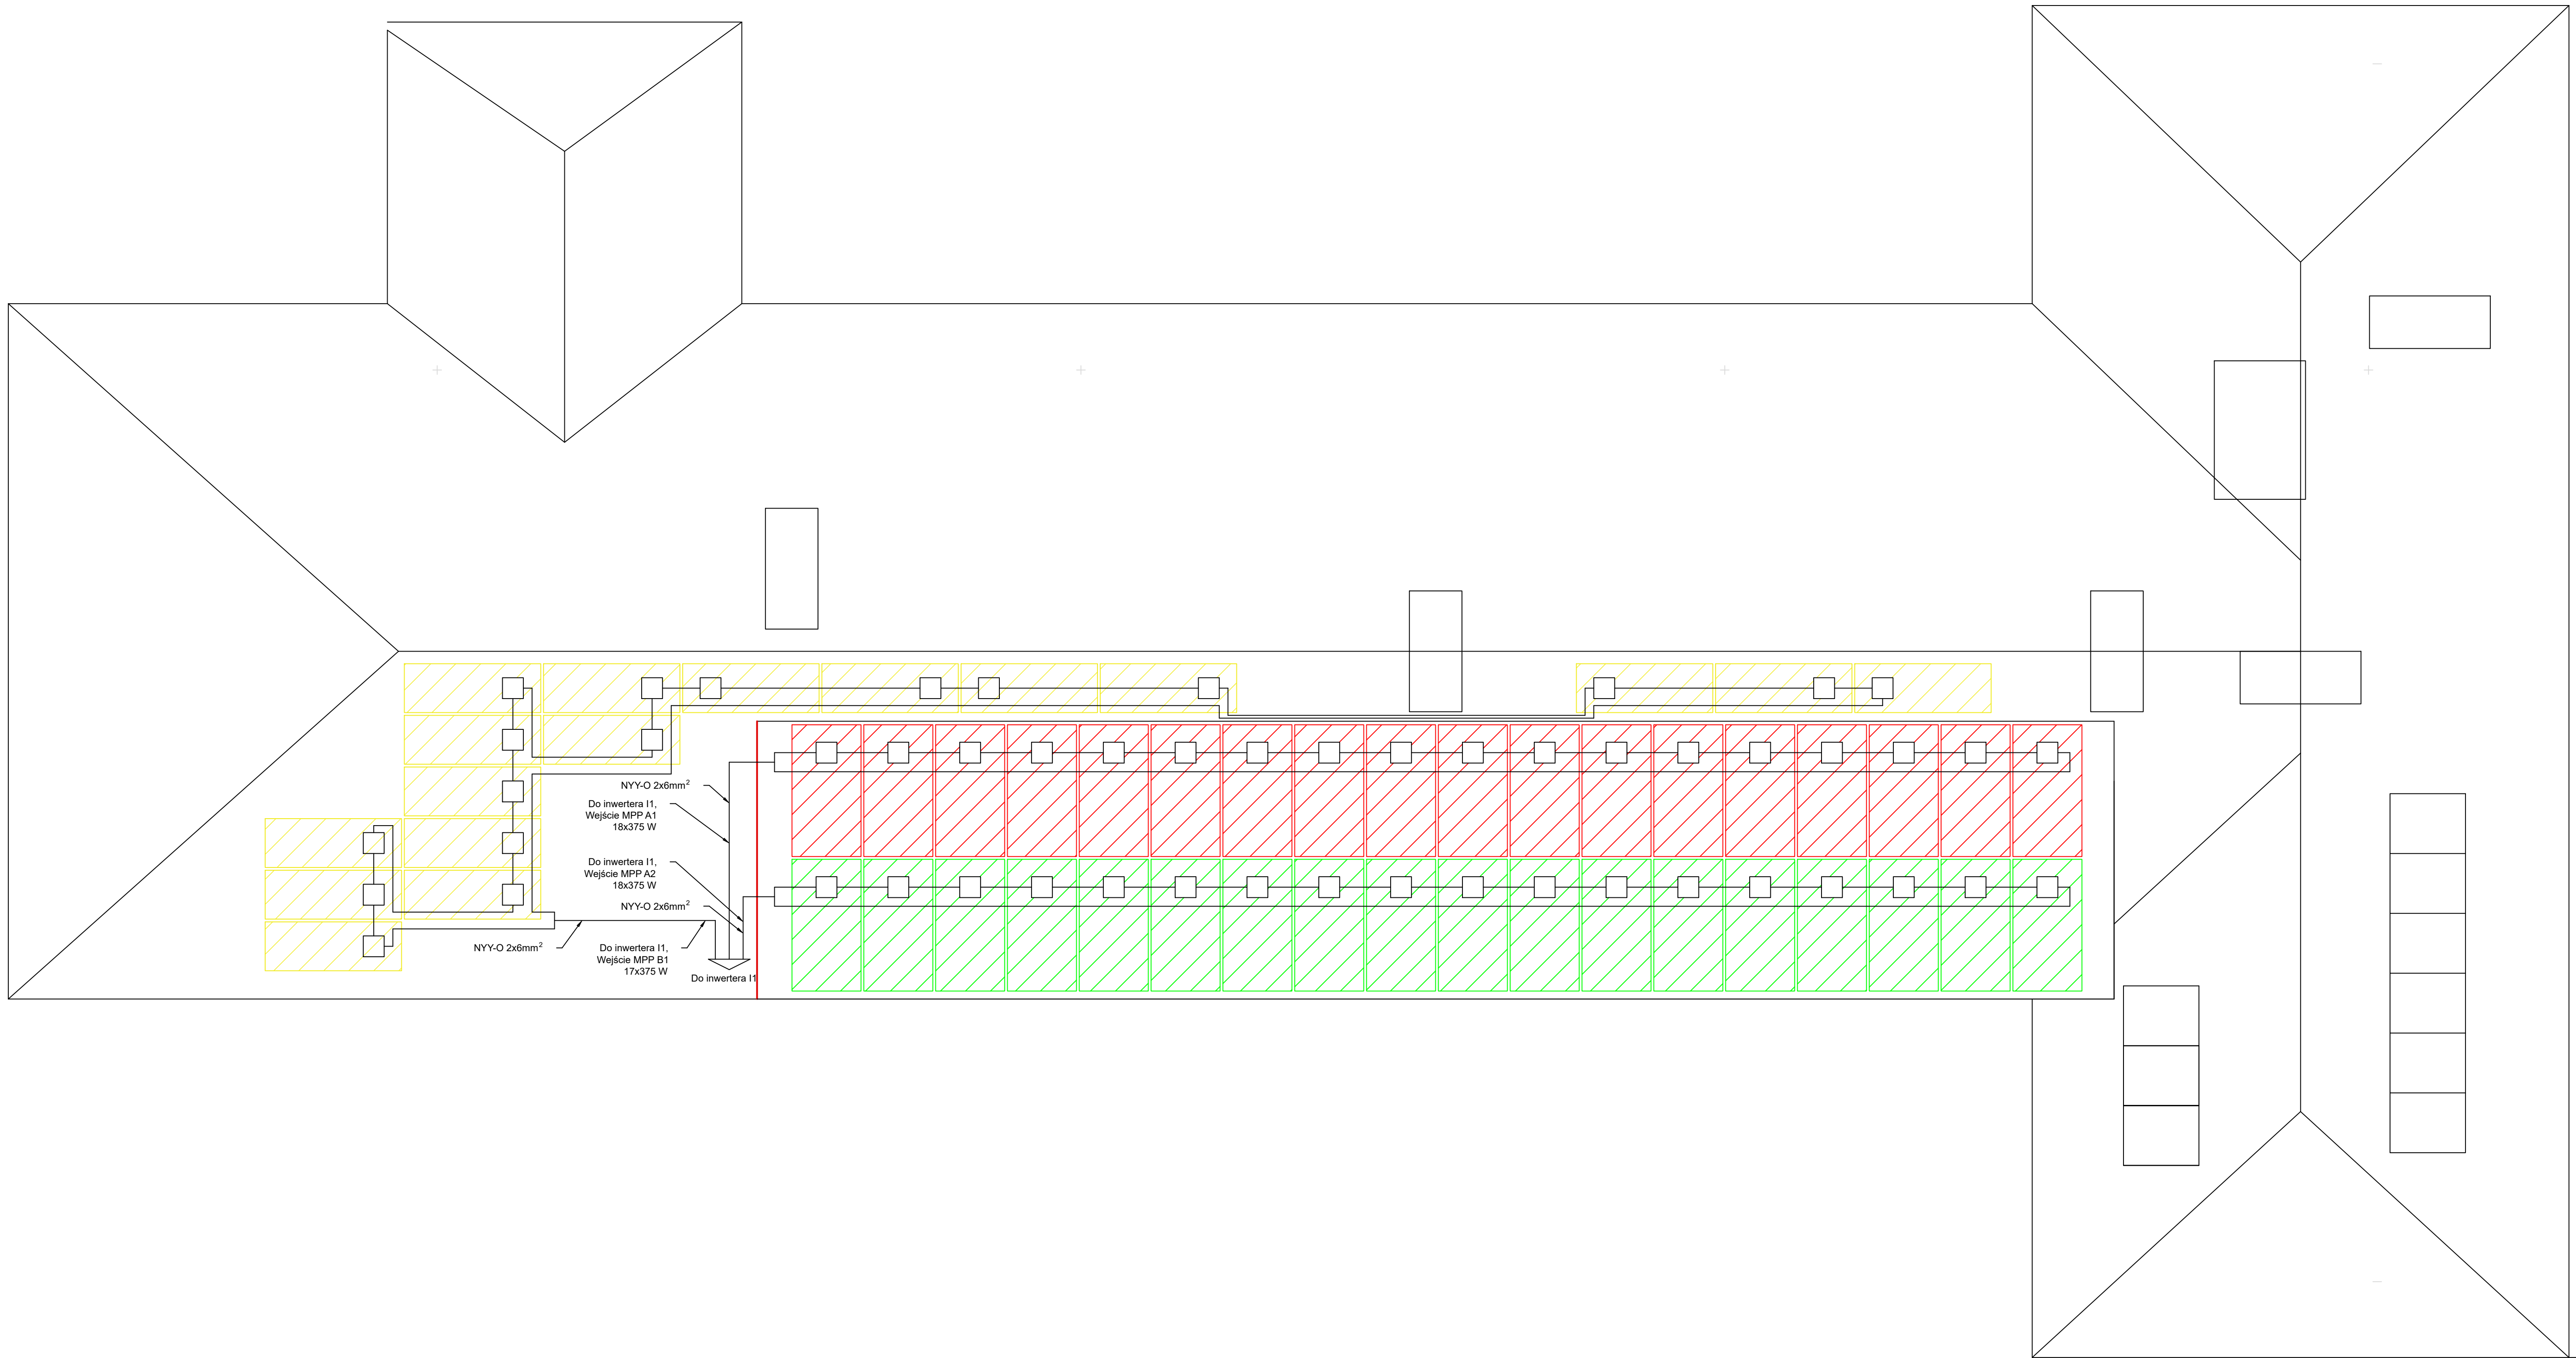 NYY-O 2x6mm²
Do inwertera I1,
Wejście MPP A1
18x375 W
Do inwertera I1,
Wejście MPP A2
18x375 W
NYY-O 2x6mm²
NYY-O 2x6mm²
Do inwertera I1,
Wejście MPP B1
17x375 W
Do inwertera I1